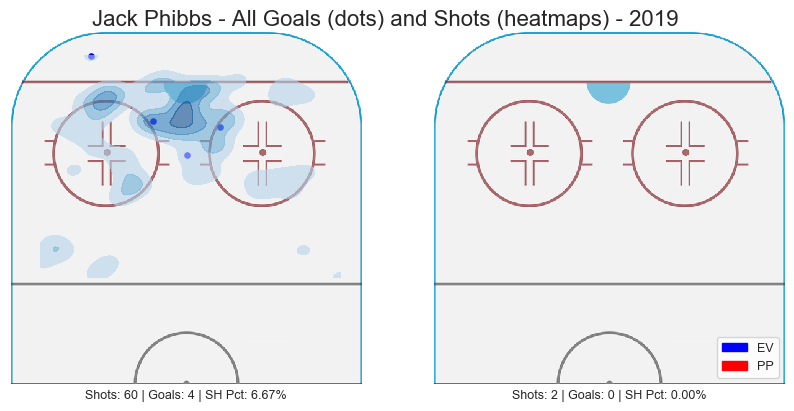 Jack Phibbs - All Goals (dots) and Shots (heatmaps) - 2019
EV
PP
Shots: 60 | Goals: 4 | SH Pct: 6.67%
Shots: 2 | Goals: 0 | SH Pct: 0.00%